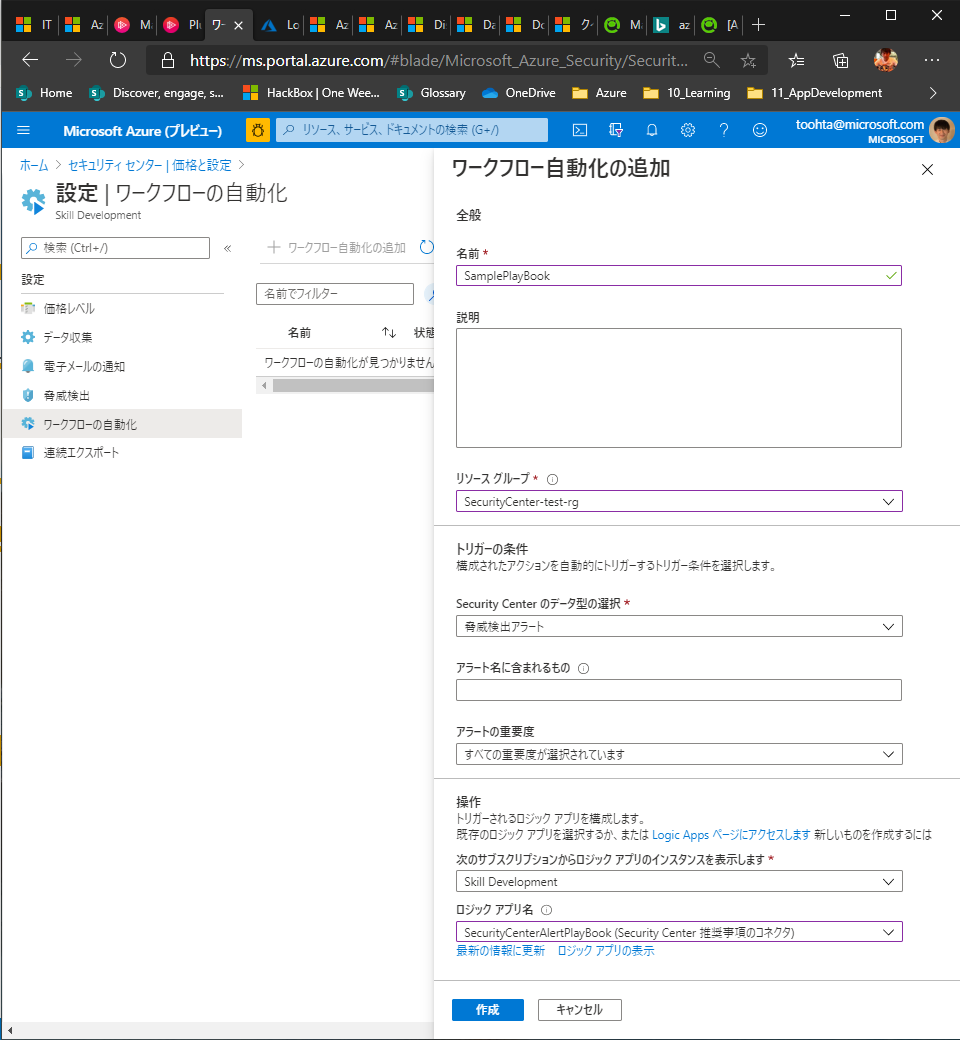 IT
Az
M
Pl
ワー
Lo
Az
Az
Di
Da
Do
ク
M
az
[A
https://ms.portal.azure.com/#blade/Microsoft_Azure_Security/Securit...
Home
Discover, engage, s...
HackBox | One Wee...
Glossary
OneDrive
Azure
10_Learning
11_AppDevelopment
Microsoft Azure (プレビュー)
リソース、サービス、ドキュメントの検索 (G+/)
toohta@microsoft.com
MICROSOFT
ホーム > セキュリティ センター | 価格と設定 >
設定 | ワークフローの自動化
Skill Development
検索 (Ctrl+/)
«
設定
価格レベル
データ収集
電子メールの通知
脅威検出
ワークフローの自動化
連続エクスポート
ワークフロー自動化の追加
名前でフィルター
名前
状態
ワークフローの自動化が見つかりません
ワークフロー自動化の追加
全般
名前 *
SamplePlayBook
説明
リソース グループ *
SecurityCenter-test-rg
トリガーの条件
構成されたアクションを自動的にトリガーするトリガー条件を選択します。
Security Center のデータ型の選択 *
脅威検出アラート
アラート名に含まれるもの
アラートの重要度
すべての重要度が選択されています
操作
トリガーされるロジック アプリを構成します。
既存のロジック アプリを選択するか、または Logic Apps ページにアクセスします 新しいものを作成するには
次のサブスクリプションからロジック アプリのインスタンスを表示します *
Skill Development
ロジック アプリ名
SecurityCenterAlertPlayBook (Security Center 推奨事項のコネクタ)
最新の情報に更新 ロジック アプリの表示
作成
キャンセル